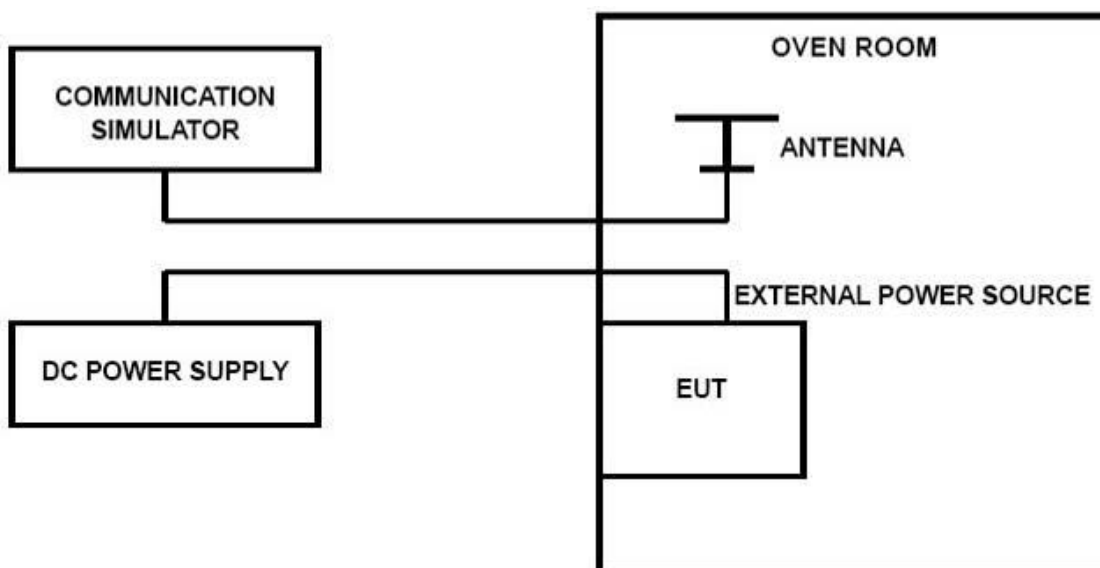 OVEN ROOM
COMMUNICATION
SIMULATOR
ANTENNA
EXTERNAL POWER SOURCE
DC POWER SUPPLY
EUT